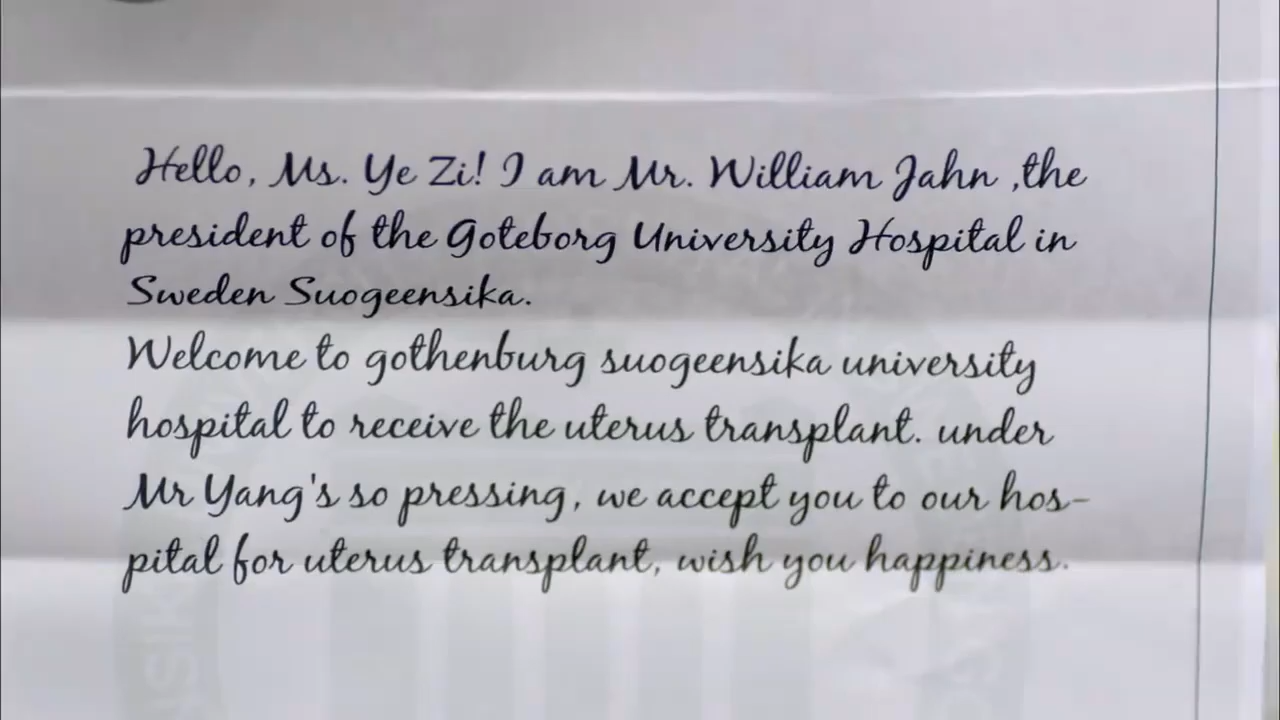 Hello, Ms. Ye Zi! I am Mr. William Jahn ,the
president of the Goteborg University Hospital in
Sweden Suogeensika.
Welcome to gothenburg suogeensika university
hospital to receive the uterus transplant. under
Mr Yang's so pressing, we accept you to our hos-
pital for uterus transplant, wish you happiness.